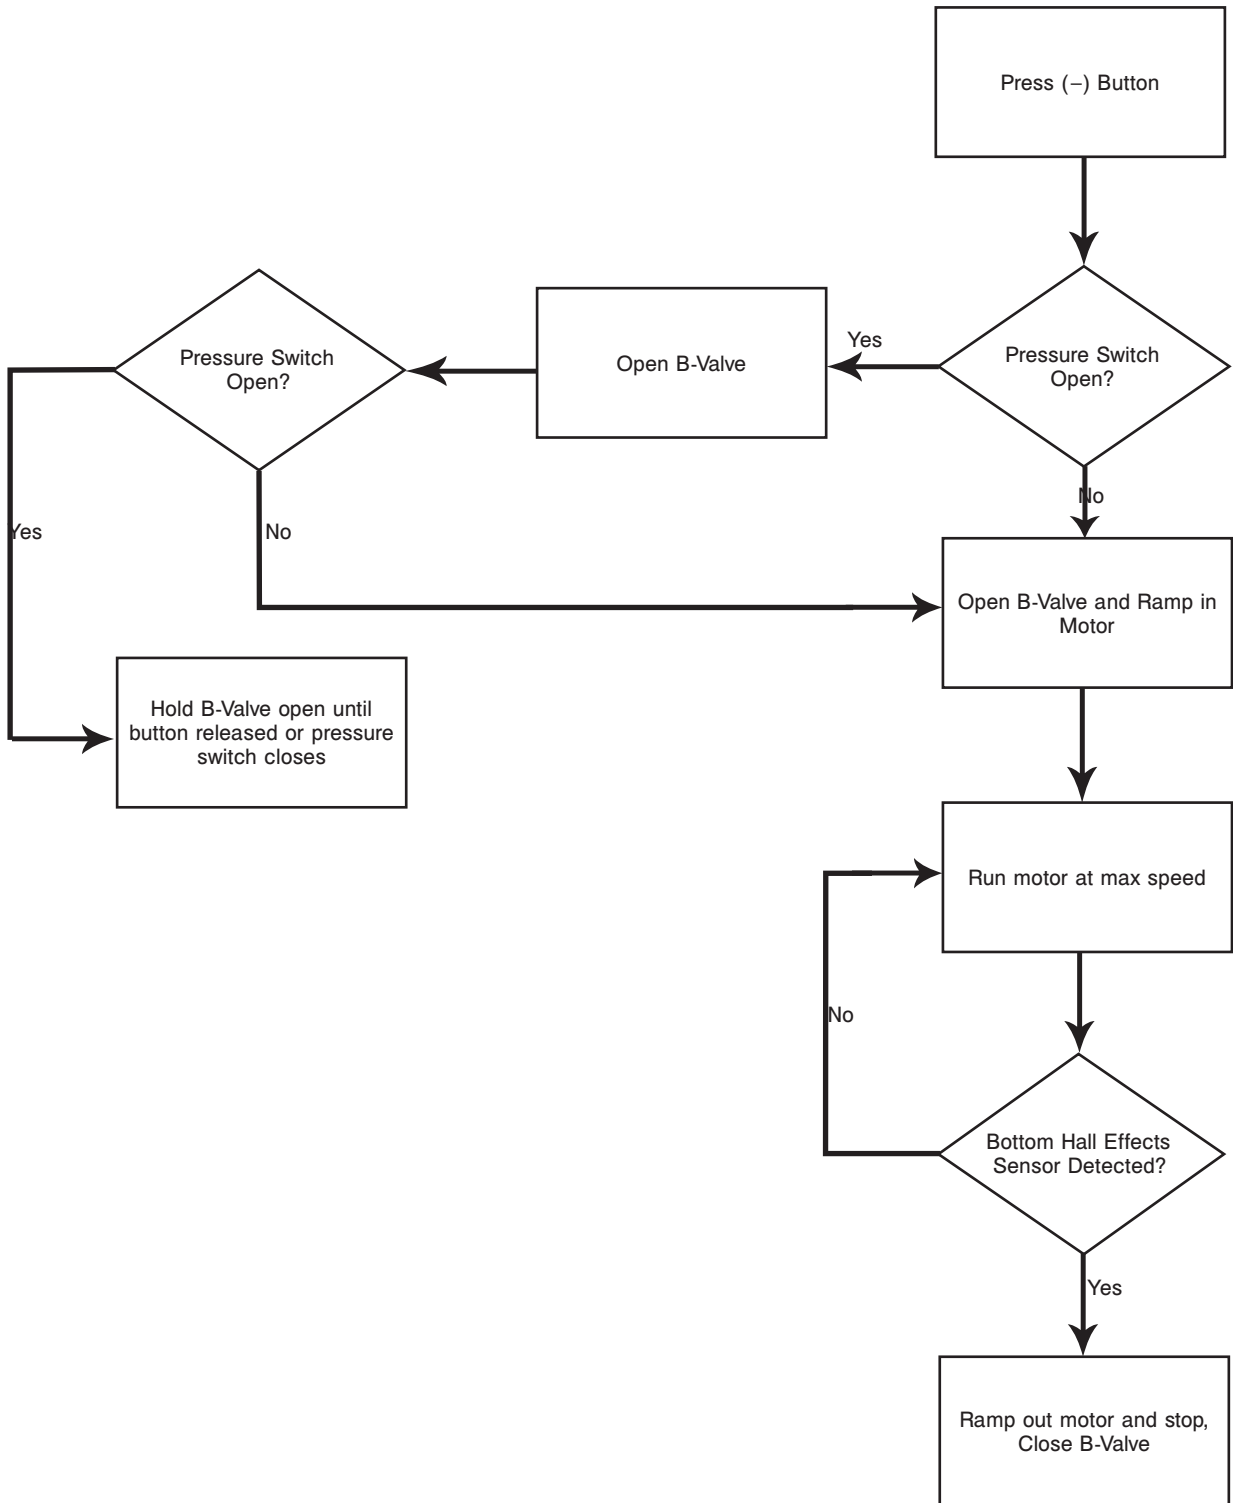 Press (–) Button
Pressure Switch
Open?
Yes
Open B-Valve
Pressure Switch
Open?
No
Yes
No
Open B-Valve and Ramp in
Motor
Hold B-Valve open until
button released or pressure
switch closes
Run motor at max speed
No
Bottom Hall Effects
Sensor Detected?
Yes
Ramp out motor and stop,
Close B-Valve